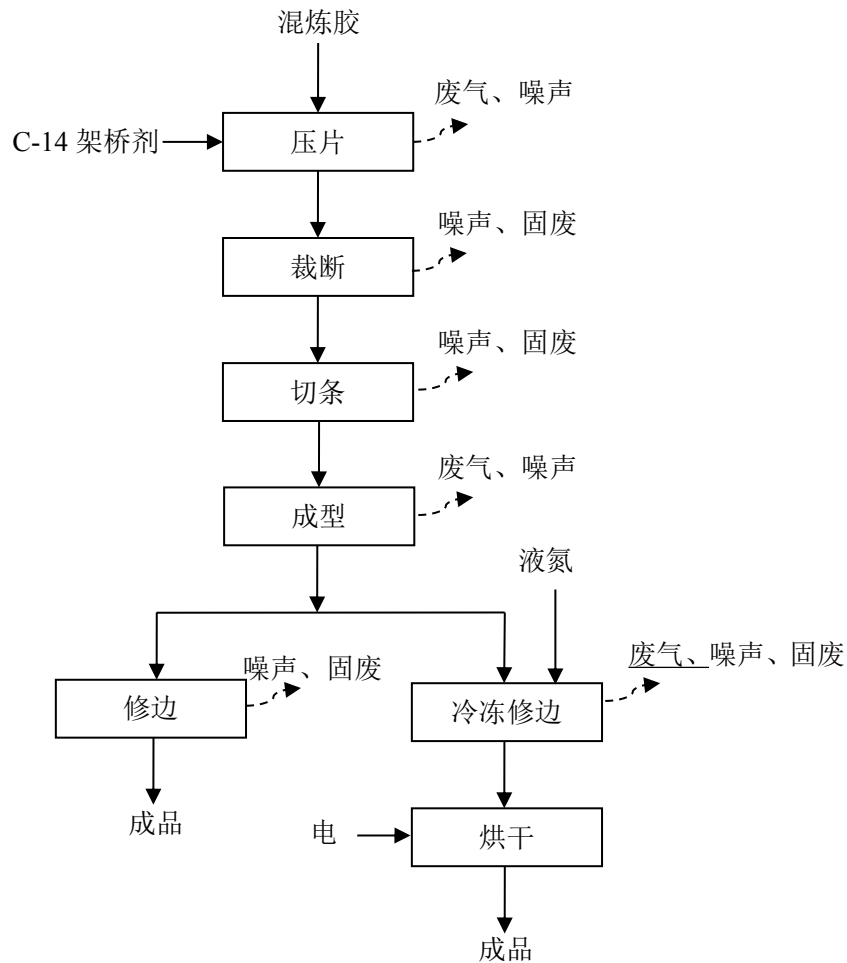 混炼胶
废气、噪声
C-14 架桥剂
压片
噪声、固废
裁断
噪声、固废
切条
废气、噪声
成型
液氮
噪声、固废
废气、噪声、固废
修边
冷冻修边
成品
电
烘干
成品